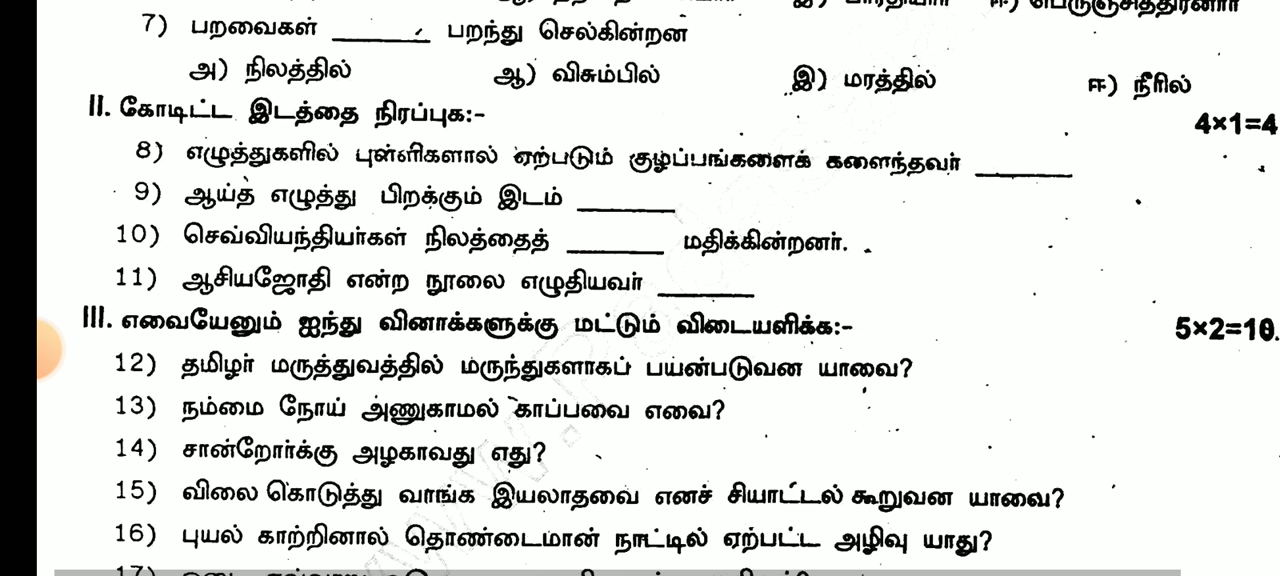 இ) பாரதியார் ஈ) பெருஞ்சித்திரனார்
7) பறவைகள் ______ பறந்து செல்கின்றன
அ) நிலத்தில் ஆ) விசும்பில் இ) மரத்தில் ஈ) நீரில்
II. கோடிட்ட இடத்தை நிரப்புக:- 4×1=4
8) எழுத்துகளில் புள்ளிகளால் ஏற்படும் குழப்பங்களைக் களைந்தவர் ______
9) ஆய்த எழுத்து பிறக்கும் இடம் ______
10) செவ்வியந்தியர்கள் நிலத்தைத் ______ மதிக்கின்றனர்.
11) ஆசியஜோதி என்ற நூலை எழுதியவர் ______
III. எவையேனும் ஐந்து வினாக்களுக்கு மட்டும் விடையளிக்க:- 5×2=10
12) தமிழர் மருத்துவத்தில் மருந்துகளாகப் பயன்படுவன யாவை?
13) நம்மை நோய் அணுகாமல் காப்பவை எவை?
14) சான்றோர்க்கு அழகாவது எது?
15) விலை கொடுத்து வாங்க இயலாதவை எனச் சியாட்டல் கூறுவன யாவை?
16) புயல் காற்றினால் தொண்டைமான் நாட்டில் ஏற்பட்ட அழிவு யாது?
17)